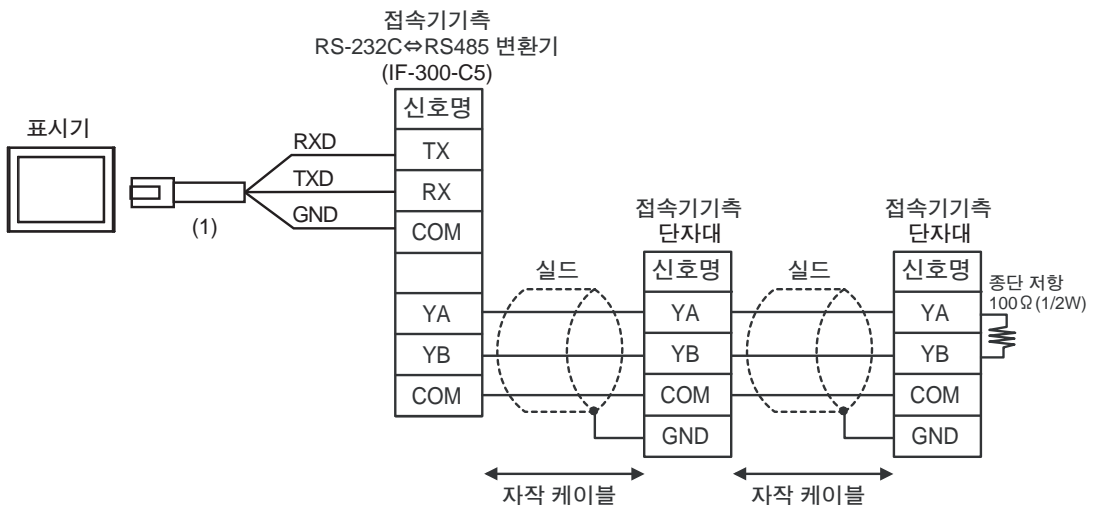 접속기기측
RS-232C⇔RS485 변환기
(IF-300-C5)
신호명
표시기
RXD
TX
TXD
RX
GND
COM
(1)
YA
YB
COM
실드
접속기기측
단자대
신호명
YA
YB
COM
GND
실드
접속기기측
단자대
신호명
YA
YB
COM
GND
종단 저항
100Ω(1/2W)
자작 케이블
자작 케이블